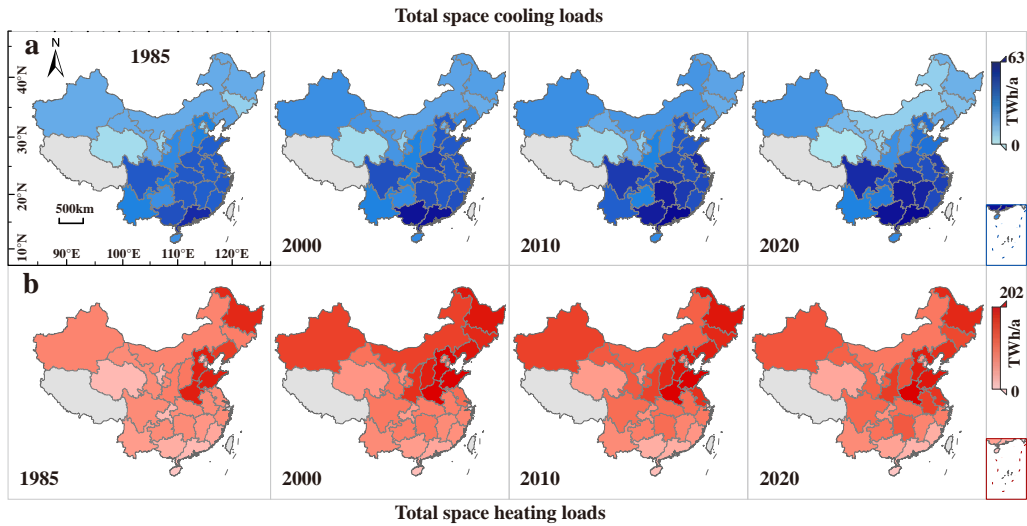 Total space cooling loads
a
N
1985
2000
2010
2020
40°N
30°N
20°N
10°N
500km
90°E
100°E
110°E
120°E
63
TWh/a
0
b
1985
2000
2010
2020
202
TWh/a
0
Total space heating loads